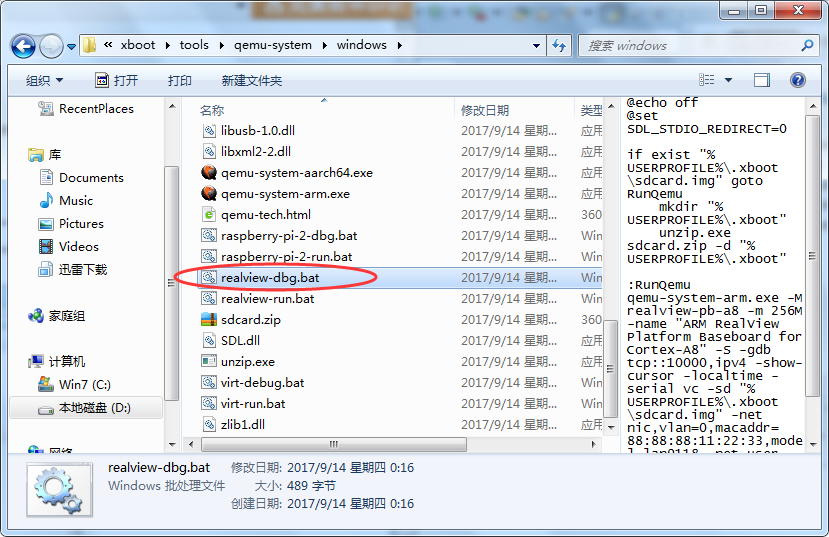 « xboot ▸ tools ▸ qemu-system ▸ windows ▸
搜索 windows
组织 打开 打印 新建文件夹
RecentPlaces
库
Documents
Music
Pictures
Videos
迅雷下载
家庭组
计算机
Win7 (C:)
本地磁盘 (D:)
网络
名称 修改日期 类型
libusb-1.0.dll 2017/9/14 星期... 应用
libxml2-2.dll 2017/9/14 星期... 应用
qemu-system-aarch64.exe 2017/9/14 星期... 应用
qemu-system-arm.exe 2017/9/14 星期... 应用
qemu-tech.html 2017/9/14 星期... 360
raspberry-pi-2-dbg.bat 2017/9/14 星期... Win
raspberry-pi-2-run.bat 2017/9/14 星期... Win
realview-dbg.bat 2017/9/14 星期... Win
realview-run.bat 2017/9/14 星期... Win
sdcard.zip 2017/9/14 星期... 360
SDL.dll 2017/9/14 星期... 应用
unzip.exe 2017/9/14 星期... 应用
virt-debug.bat 2017/9/14 星期... Win
virt-run.bat 2017/9/14 星期... Win
zlib1.dll 2017/9/14 星期... 应用
@echo off
@set
SDL_STDIO_REDIRECT=0
if exist "%
USERPROFILE%\.xboot
\sdcard.img" goto
RunQemu
mkdir "%
USERPROFILE%\.xboot"
unzip.exe
sdcard.zip -d "%
USERPROFILE%\.xboot"
:RunQemu
qemu-system-arm.exe -M
realview-pb-a8 -m 256M
-name "ARM RealView
Platform Baseboard for
Cortex-A8" -S -gdb
tcp::10000,ipv4 -show-
cursor -localtime -
serial vc -sd "%
USERPROFILE%\.xboot
\sdcard.img" -net
nic,vlan=0,macaddr=
88:88:88:11:22:33,mode
l=lan9118 -net user
realview-dbg.bat 修改日期: 2017/9/14 星期四 0:16
Windows 批处理文件 大小: 489 字节
创建日期: 2017/9/14 星期四 0:16